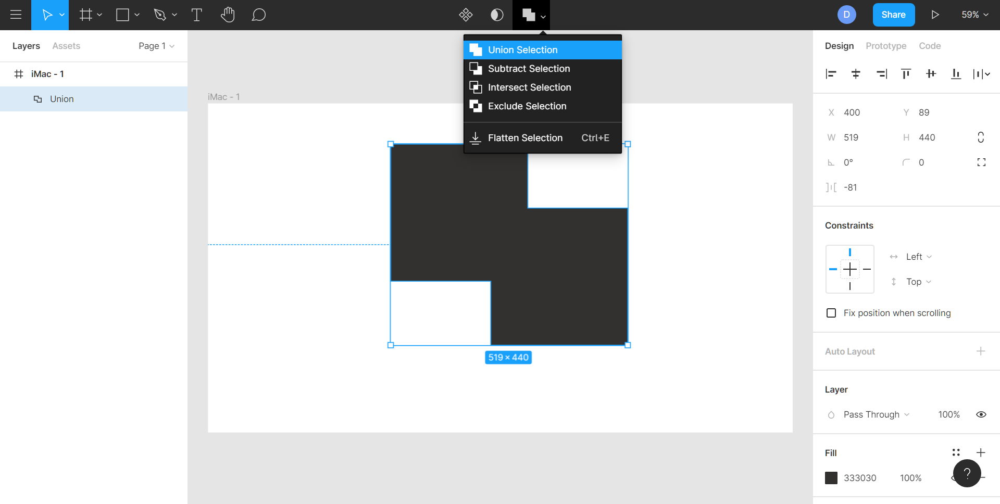 D
Share
59%
Layers
Assets
Page 1
iMac - 1
Union
iMac - 1
Union Selection
Subtract Selection
Intersect Selection
Exclude Selection
Flatten Selection Ctrl+E
519 × 440
Design
Prototype
Code
X 400 Y 89
W 519 H 440
0° 0
-81
Constraints
Left
Top
Fix position when scrolling
Auto Layout
Layer
Pass Through 100%
Fill
333030 100%
?